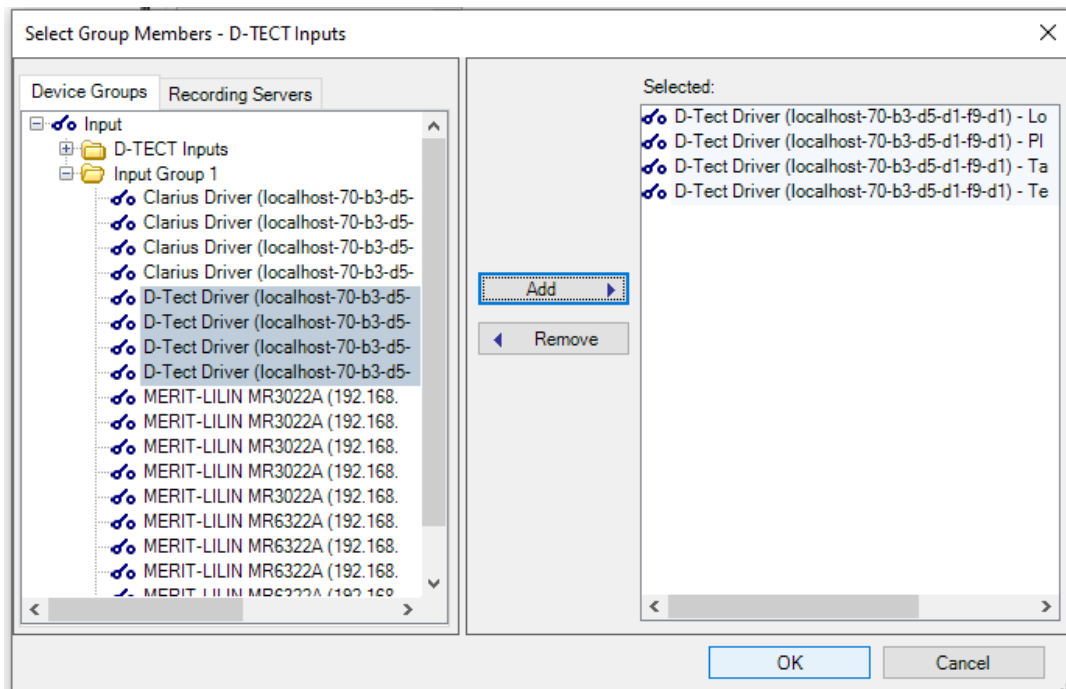 Select Group Members - D-TECT Inputs
Device Groups
Recording Servers
Input
D-TECT Inputs
Input Group 1
Clarius Driver (localhost-70-b3-d5-
Clarius Driver (localhost-70-b3-d5-
Clarius Driver (localhost-70-b3-d5-
Clarius Driver (localhost-70-b3-d5-
D-Tect Driver (localhost-70-b3-d5-
D-Tect Driver (localhost-70-b3-d5-
D-Tect Driver (localhost-70-b3-d5-
D-Tect Driver (localhost-70-b3-d5-
MERIT-LILIN MR3022A (192.168.
MERIT-LILIN MR3022A (192.168.
MERIT-LILIN MR3022A (192.168.
MERIT-LILIN MR3022A (192.168.
MERIT-LILIN MR3022A (192.168.
MERIT-LILIN MR6322A (192.168.
MERIT-LILIN MR6322A (192.168.
MERIT-LILIN MR6322A (192.168.
MERIT-LILIN MR6322A (192.168
Add
Remove
Selected:
D-Tect Driver (localhost-70-b3-d5-d1-f9-d1) - Lo
D-Tect Driver (localhost-70-b3-d5-d1-f9-d1) - Pl
D-Tect Driver (localhost-70-b3-d5-d1-f9-d1) - Ta
D-Tect Driver (localhost-70-b3-d5-d1-f9-d1) - Te
OK
Cancel